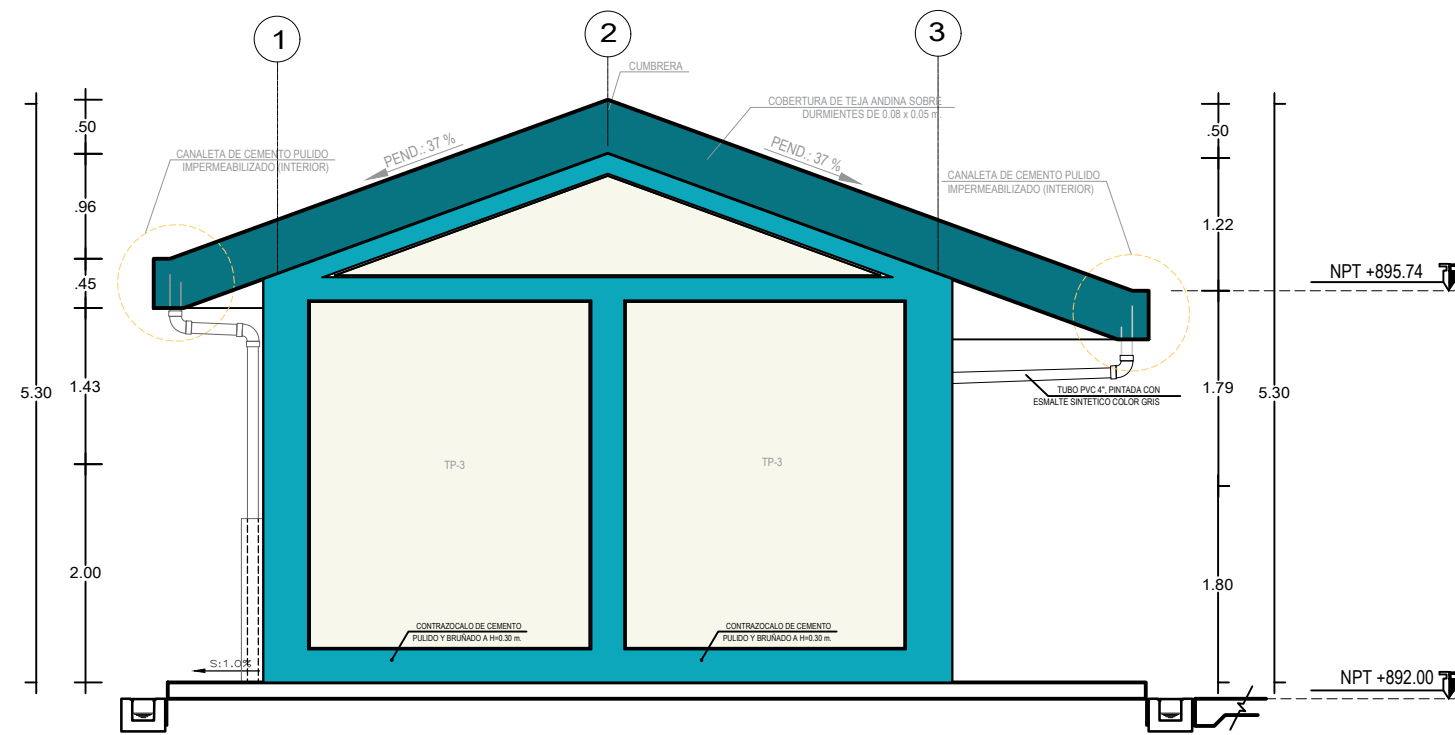 1
2
3
CUMBRERA
COBERTURA DE TEJA ANDINA SOBRE
DURMIENTES DE 0.08 x 0.05 m.
PEND.: 37 %
PEND.: 37 %
CANALETA DE CEMENTO PULIDO
IMPERMEABILIZADO (INTERIOR)
CANALETA DE CEMENTO PULIDO
IMPERMEABILIZADO (INTERIOR)
.50
.96
.45
1.43
2.00
5.30
.50
1.22
1.79
1.80
5.30
NPT +895.74
TUBO PVC 4", PINTADA CON
ESMALTE SINTETICO COLOR GRIS
TP-3
TP-3
CONTRAZOCALO DE CEMENTO
PULIDO Y BRUÑADO A H=0.30 m.
CONTRAZOCALO DE CEMENTO
PULIDO Y BRUÑADO A H=0.30 m.
S:1.0%
NPT +892.00